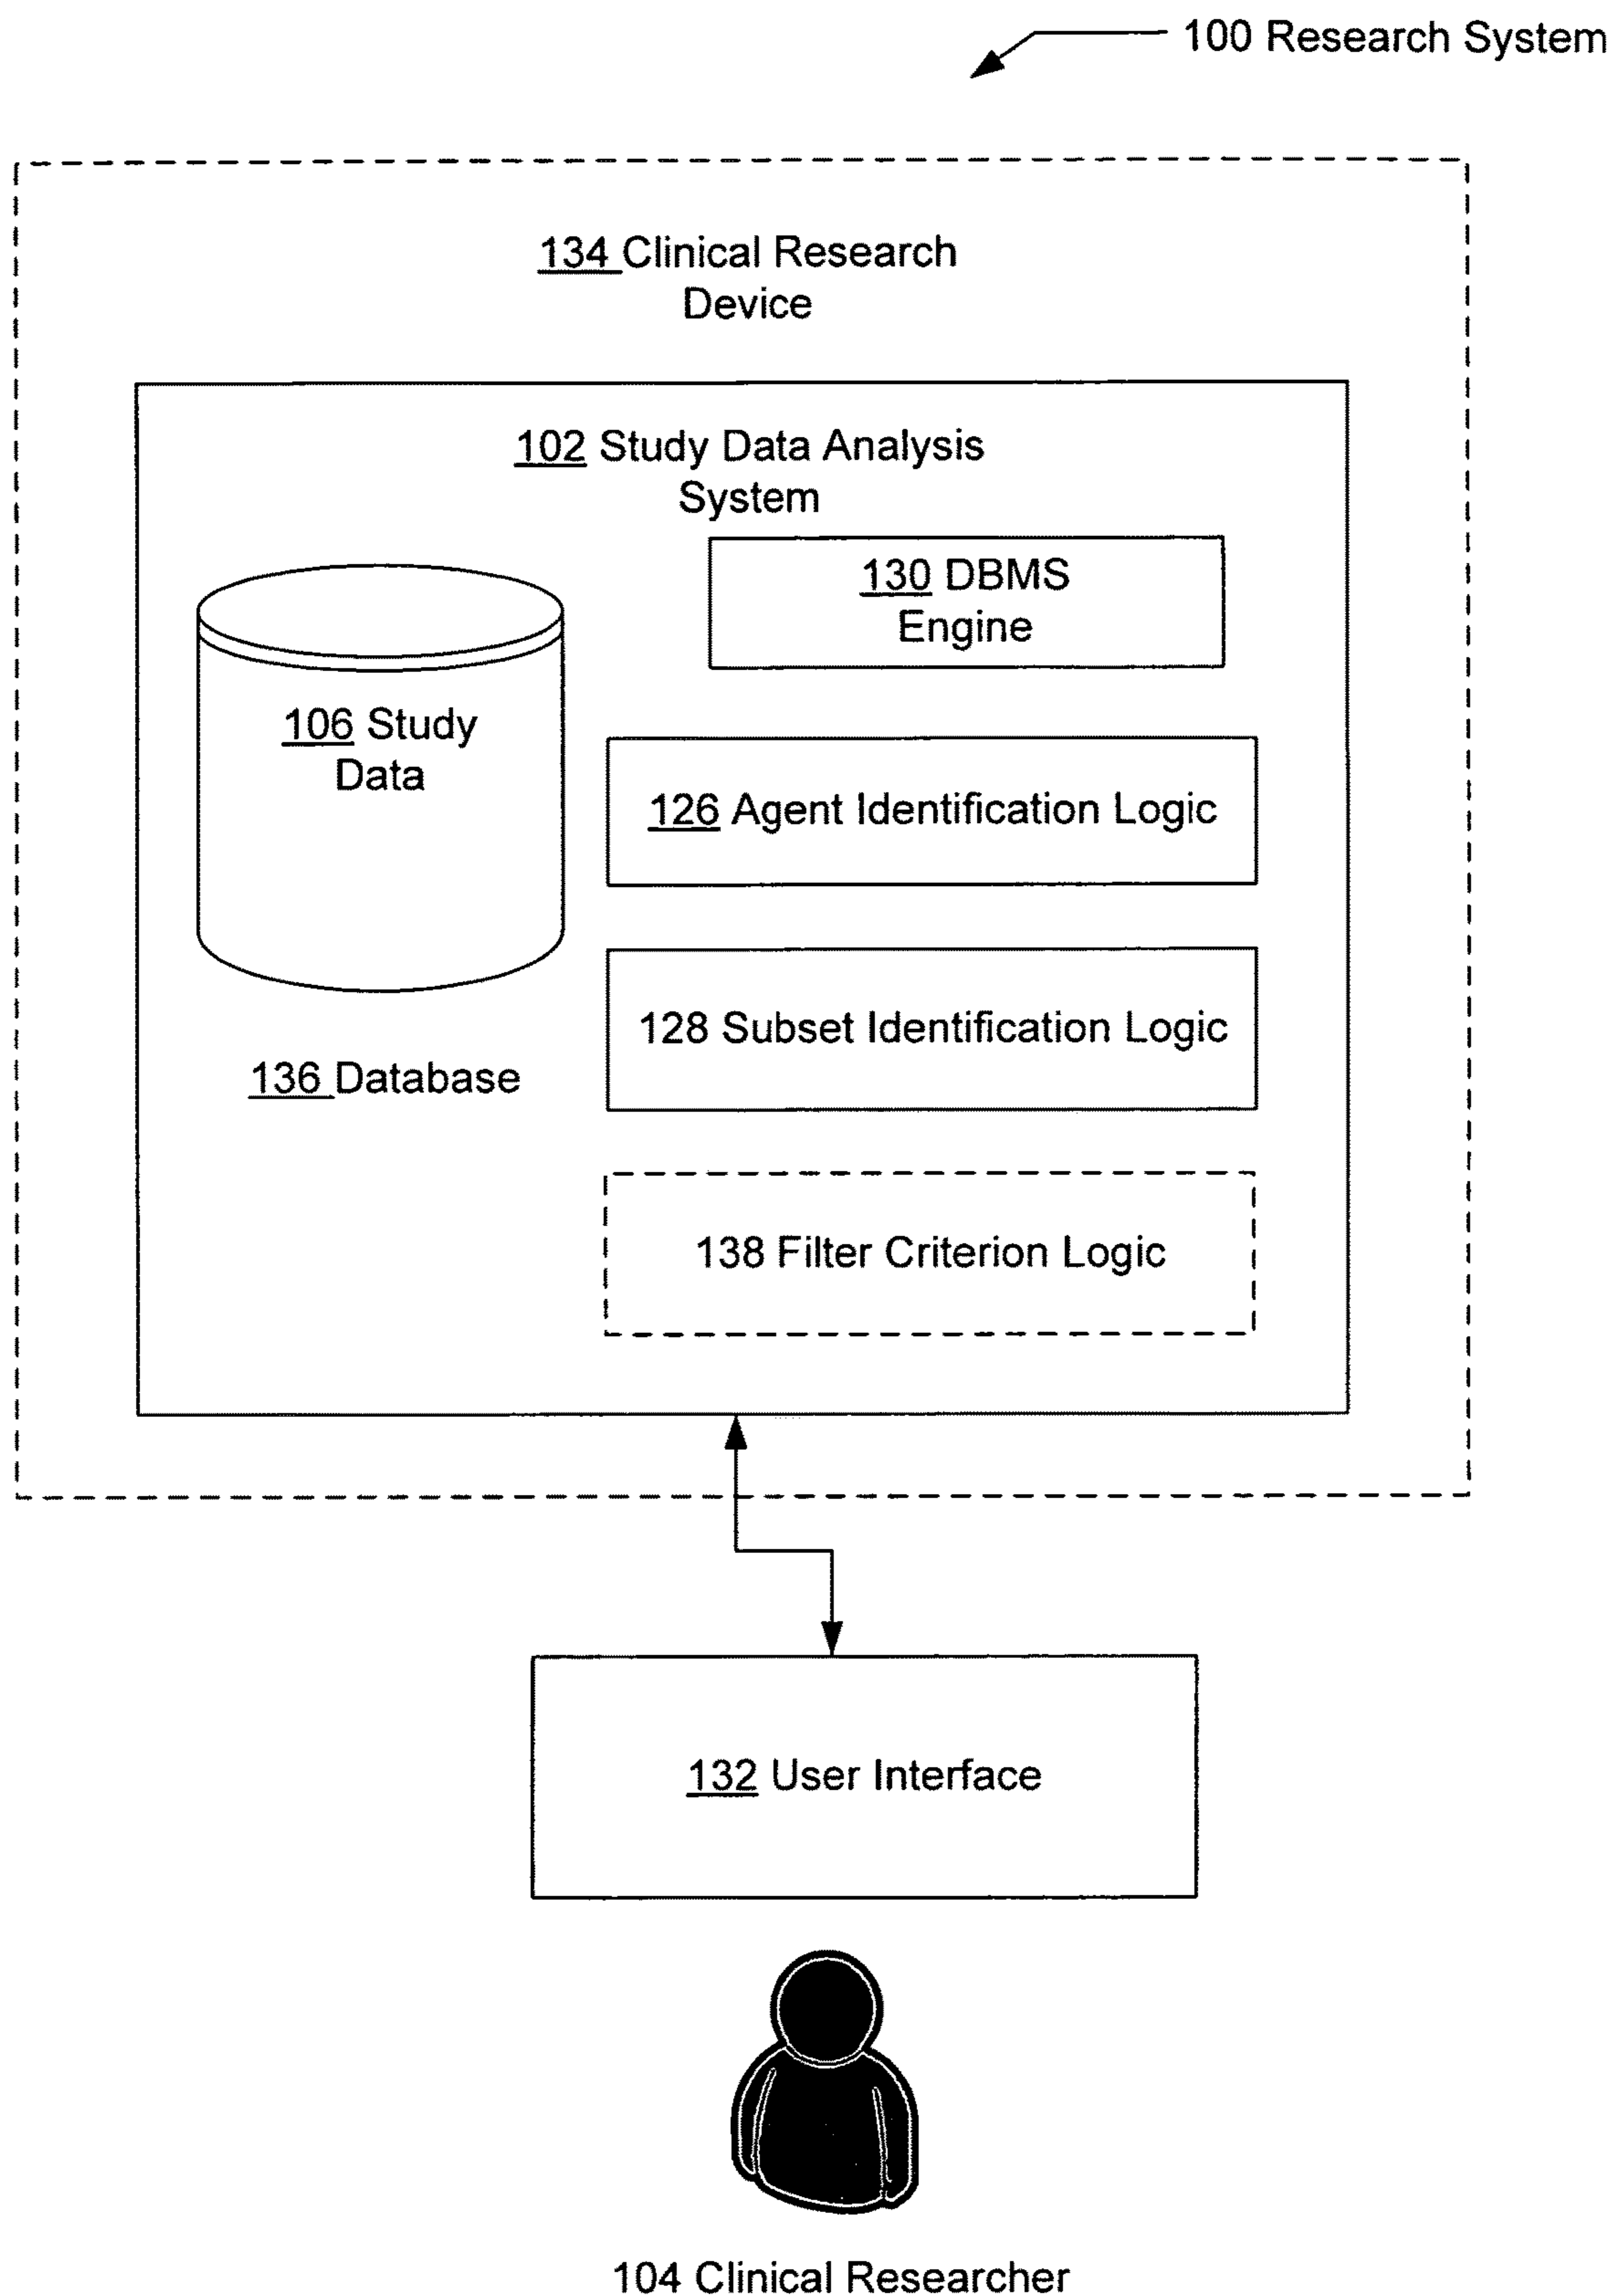 100 Research System
134 Clinical Research
Device
102 Study Data Analysis
System
130 DBMS
Engine
106 Study
Data
126 Agent Identification Logic
128 Subset Identification Logic
136 Database
138 Filter Criterion Logic
132 User Interface
104 Clinical Researcher